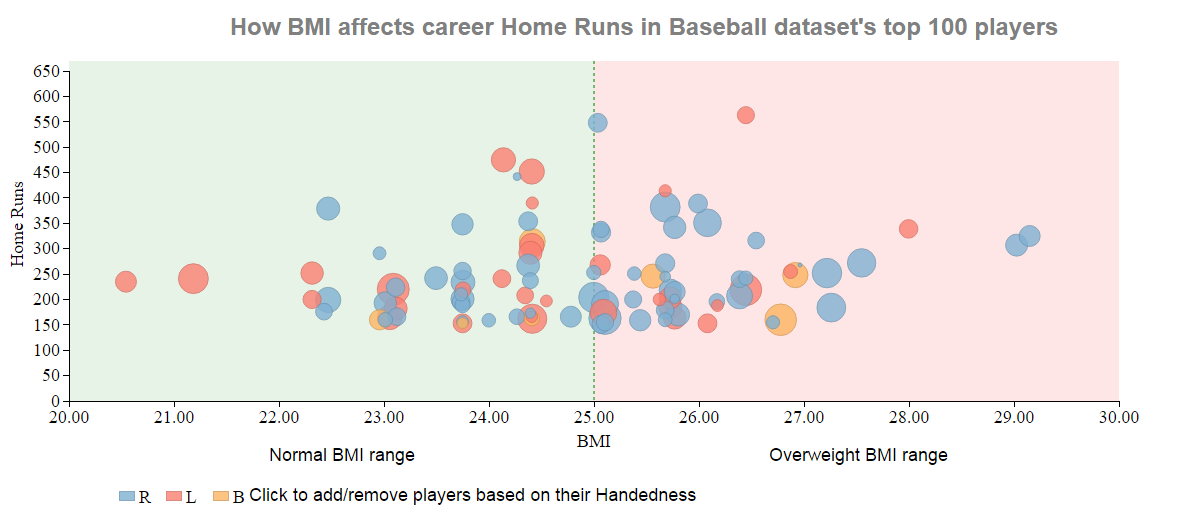 How BMI affects career Home Runs in Baseball dataset's top 100 players
Home Runs
650
600
550
500
450
400
350
300
250
200
150
100
50
0
20.00 21.00 22.00 23.00 24.00 25.00 26.00 27.00 28.00 29.00 30.00
BMI
Normal BMI range Overweight BMI range
R L B Click to add/remove players based on their Handedness